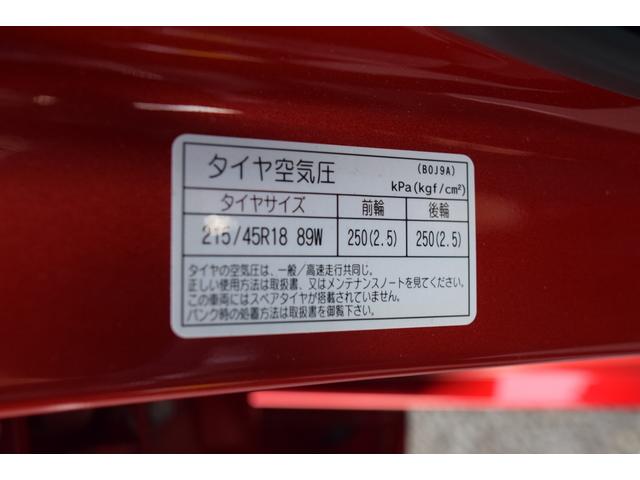 タイヤ空気圧
(B0J9A)
kPa(kgf/cm²)
タイヤサイズ 前輪 後輪
215/45R18 89W 250(2.5) 250(2.5)
タイヤの空気圧は、一般/高速走行共同じ。
正しい使用方法は取扱書、又はメンテナンスノートを見てください。
この車両にはスペアタイヤが搭載されていません。
パンク時の処置方法は取扱書を御覧下さい。